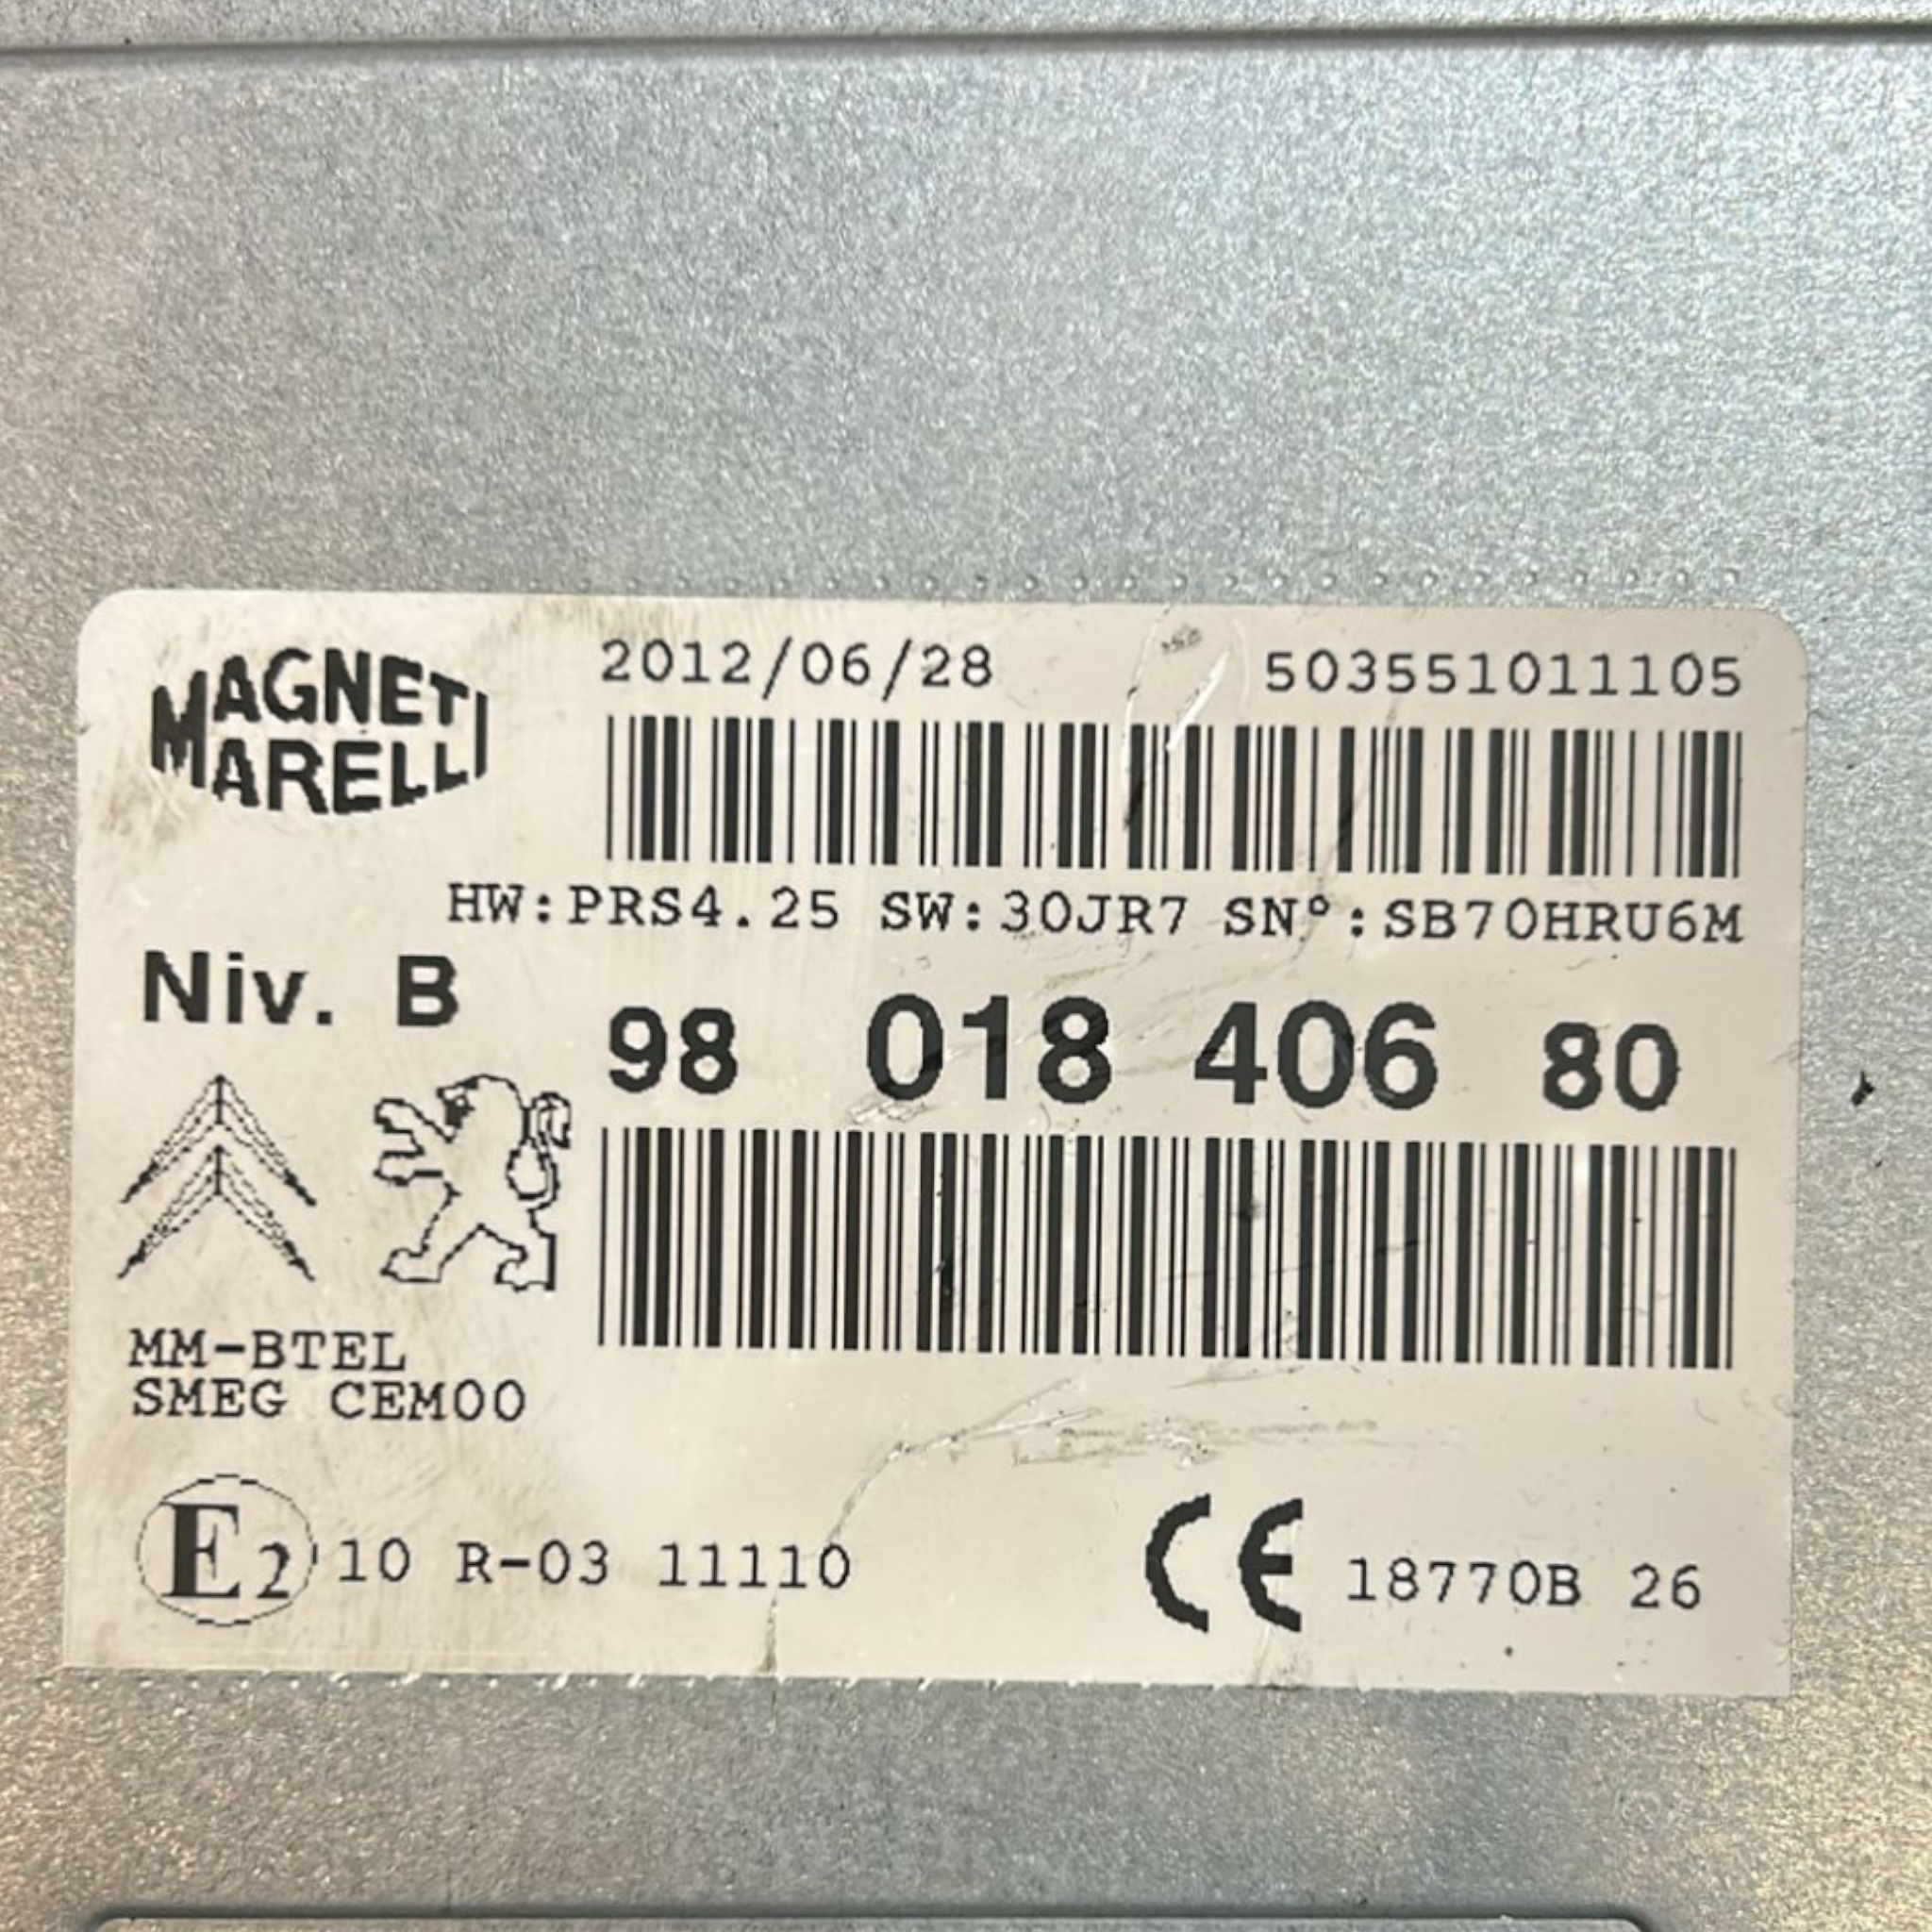 MAGNETI
MARELLI
2012/06/28 503551011105
HW:PRS4.25 SW:30JR7 SN°:SB70HRU6M
Niv. B
98 018 406 80
MM-BTEL
SMEG CEM00
E2 10 R-03 11110
CE 18770B 26